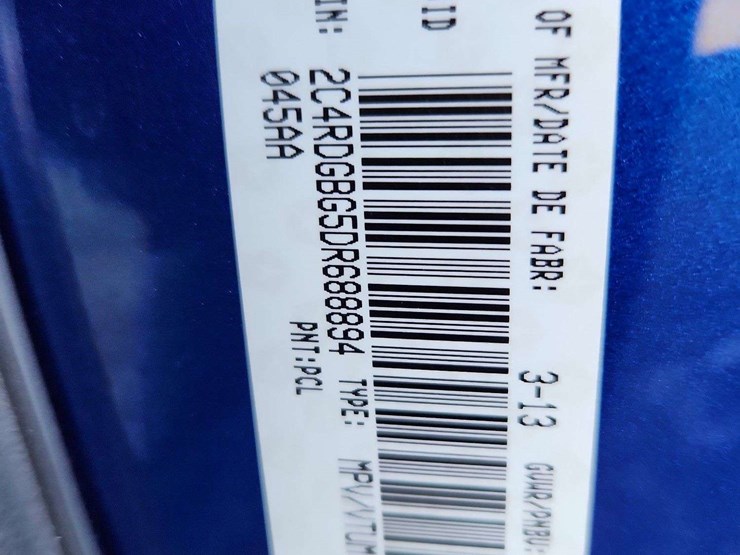 OF MFR/DATE DE FABR: 3-13 GVWR/PNBV:
ID
IN: 2C4RDGBG5DR688894 TYPE: MPV/VTUM
045AA PNT:PCL